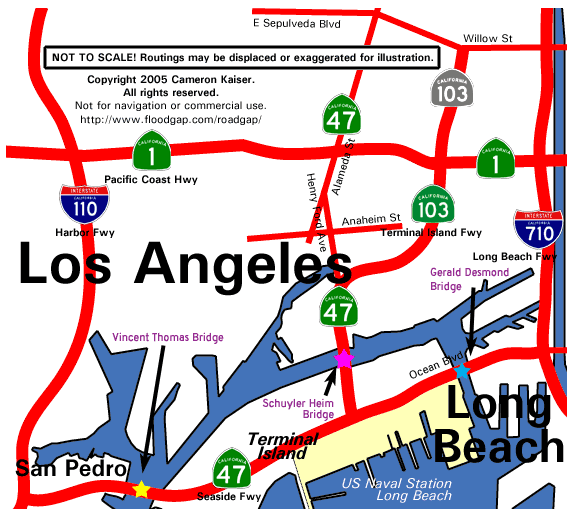 E Sepulveda Blvd
Willow St
NOT TO SCALE! Routings may be displaced or exaggerated for illustration.
Copyright 2005 Cameron Kaiser.
All rights reserved.
Not for navigation or commercial use.
http://www.floodgap.com/roadgap/
CALIFORNIA
103
CALIFORNIA
47
Alameda St
CALIFORNIA
1
Pacific Coast Hwy
CALIFORNIA
1
INTERSTATE
CALIFORNIA
110
Harbor Fwy
Henry Ford Ave
Anaheim St
CALIFORNIA
103
Terminal Island Fwy
INTERSTATE
CALIFORNIA
710
Long Beach Fwy
Los Angeles
Gerald Desmond
Bridge
CALIFORNIA
47
Vincent Thomas Bridge
Ocean Blvd
Schuyler Heim
Bridge
Long
Beach
Terminal
Island
San Pedro
CALIFORNIA
47
Seaside Fwy
US Naval Station
Long Beach